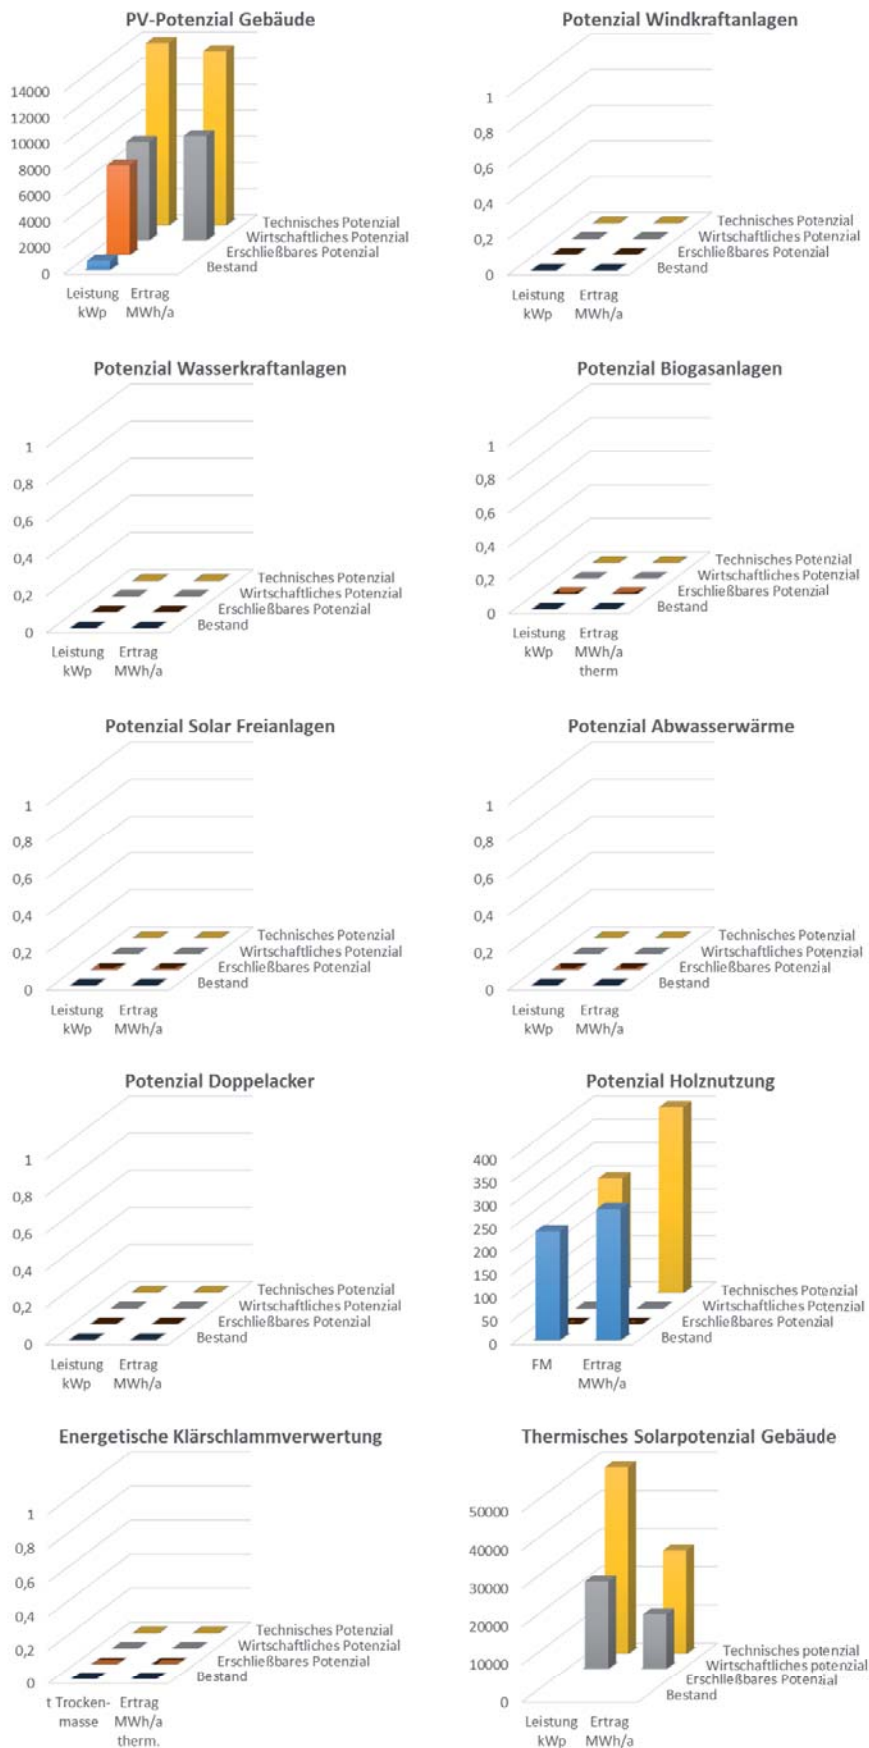 PV-Potenzial Gebäude
14000
12000
10000
8000
6000
4000
2000
0
Technisches Potenzial
Wirtschaftliches Potenzial
Erschließbares Potenzial
Bestand
Leistung Ertrag
kWp MWh/a
Potenzial Windkraftanlagen
1
0,8
0,6
0,4
0,2
0
Technisches Potenzial
Wirtschaftliches Potenzial
Erschließbares Potenzial
Bestand
Leistung Ertrag
kWp MWh/a
Potenzial Wasserkraftanlagen
1
0,8
0,6
0,4
0,2
0
Technisches Potenzial
Wirtschaftliches Potenzial
Erschließbares Potenzial
Bestand
Leistung Ertrag
kWp MWh/a
Potenzial Biogasanlagen
1
0,8
0,6
0,4
0,2
0
Technisches Potenzial
Wirtschaftliches Potenzial
Erschließbares Potenzial
Bestand
Leistung Ertrag
kWp MWh/a
therm
Potenzial Solar Freianlagen
1
0,8
0,6
0,4
0,2
0
Technisches Potenzial
Wirtschaftliches Potenzial
Erschließbares Potenzial
Bestand
Leistung Ertrag
kWp MWh/a
Potenzial Abwasserwärme
1
0,8
0,6
0,4
0,2
0
Technisches Potenzial
Wirtschaftliches Potenzial
Erschließbares Potenzial
Bestand
Leistung Ertrag
kWp MWh/a
Potenzial Doppelacker
1
0,8
0,6
0,4
0,2
0
Technisches Potenzial
Wirtschaftliches Potenzial
Erschließbares Potenzial
Bestand
Leistung Ertrag
kWp MWh/a
Potenzial Holznutzung
400
350
300
250
200
150
100
50
0
Technisches Potenzial
Wirtschaftliches Potenzial
Erschließbares Potenzial
Bestand
FM Ertrag
MWh/a
Energetische Klärschlammverwertung
1
0,8
0,6
0,4
0,2
0
Technisches Potenzial
Wirtschaftliches Potenzial
Erschließbares Potenzial
Bestand
t Trocken- Ertrag
masse MWh/a
therm.
Thermisches Solarpotenzial Gebäude
50000
40000
30000
20000
10000
0
Technisches potenzial
Wirtschaftliches potenzial
Erschließbares Potenzial
Bestand
Leistung Ertrag
kWp MWh/a